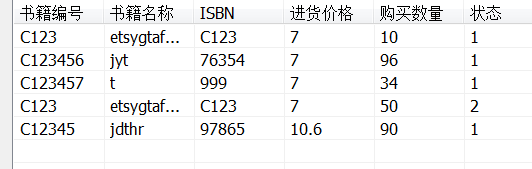 书籍编号 书籍名称 ISBN 进货价格 购买数量 状态
C123 etsygtaf... C123 7 10 1
C123456 jyt 76354 7 96 1
C123457 t 999 7 34 1
C123 etsygtaf... C123 7 50 2
C12345 jdthr 97865 10.6 90 1